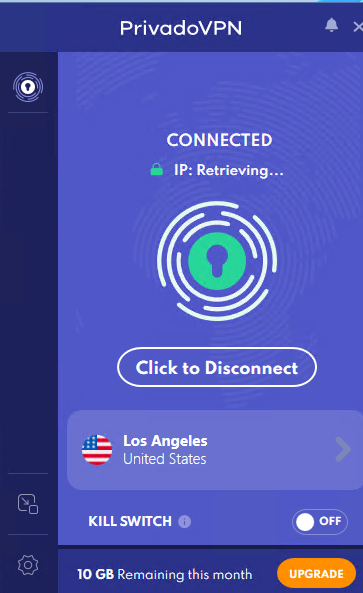 PrivadoVPN
CONNECTED
IP: Retrieving...
Click to Disconnect
Los Angeles
United States
KILL SWITCH
OFF
10 GB Remaining this month
UPGRADE